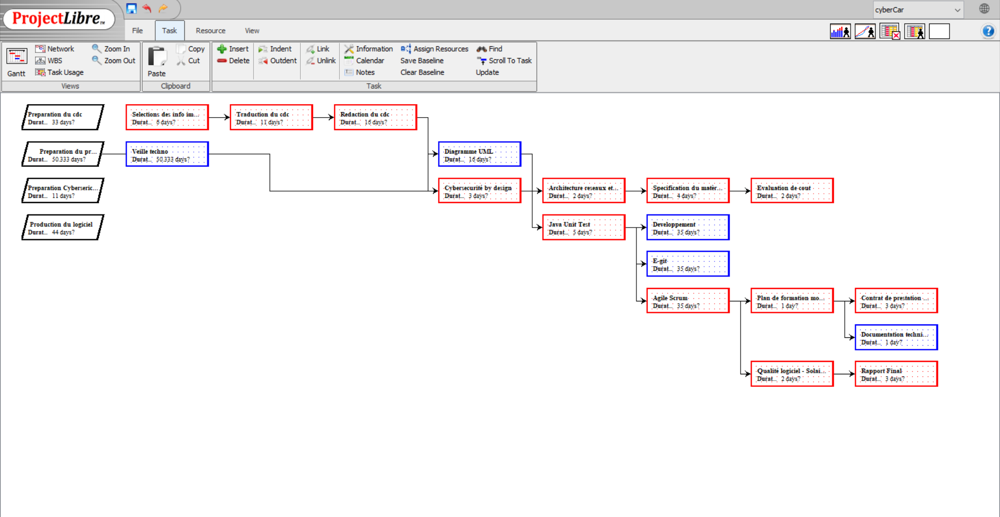 ProjectLibre™
cyberCar
File
Task
Resource
View
Gantt
Network
WBS
Task Usage
Zoom In
Zoom Out
Views
Paste
Copy
Cut
Clipboard
Insert
Delete
Indent
Outdent
Link
Unlink
Information
Calendar
Notes
Assign Resources
Save Baseline
Clear Baseline
Find
Scroll To Task
Update
Task
Preparation du cdc
Durat... 33 days?
Selections des info im...
Durat... 6 days?
Traduction du cdc
Durat... 11 days?
Redaction du cdc
Durat... 16 days?
Preparation du pr...
Durat... 50.333 days?
Veille techno
Durat... 50.333 days?
Diagramme UML
Durat... 16 days?
Preparation Cyberseric...
Durat... 11 days?
Cybersecurité by design
Durat... 3 days?
Architecture reseaux et...
Durat... 2 days?
Specification du matèr...
Durat... 4 days?
Evaluation de cout
Durat... 2 days?
Production du logiciel
Durat... 44 days?
Java Unit Test
Durat... 5 days?
Developpement
Durat... 35 days?
E-git
Durat... 35 days?
Agile Scrum
Durat... 35 days?
Plan de formation mo...
Durat... 1 day?
Contrat de prestation ...
Durat... 3 days?
Documentation techni...
Durat... 1 day?
Qualité logiciel - Solai...
Durat... 2 days?
Rapport Final
Durat... 3 days?